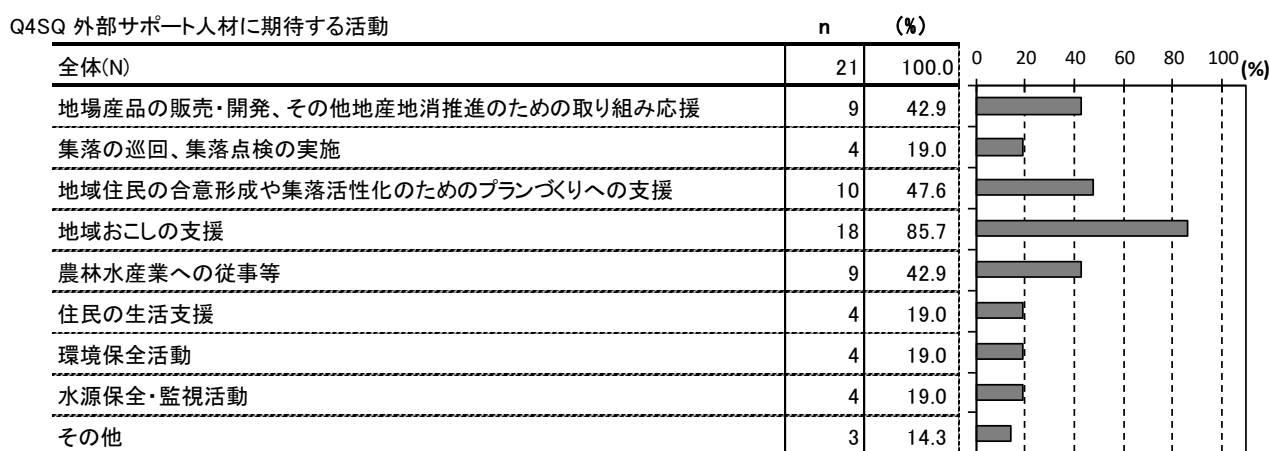 Q4SQ 外部サポート人材に期待する活動 n (%)
全体(N) 21 100.0
0 20 40 60 80 100 (%)
地場産品の販売・開発、その他地産地消推進のための取り組み応援 9 42.9
集落の巡回、集落点検の実施 4 19.0
地域住民の合意形成や集落活性化のためのプランづくりへの支援 10 47.6
地域おこしの支援 18 85.7
農林水産業への従事等 9 42.9
住民の生活支援 4 19.0
環境保全活動 4 19.0
水源保全・監視活動 4 19.0
その他 3 14.3